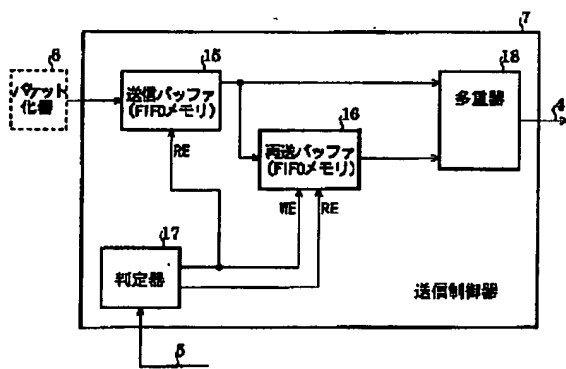 7
6
パケット
化器
15
送信バッファ
(FIFOメモリ)
18
多重器
4
16
再送バッファ
(FIFOメモリ)
RE
WE
RE
17
判定器
送信制御器
5